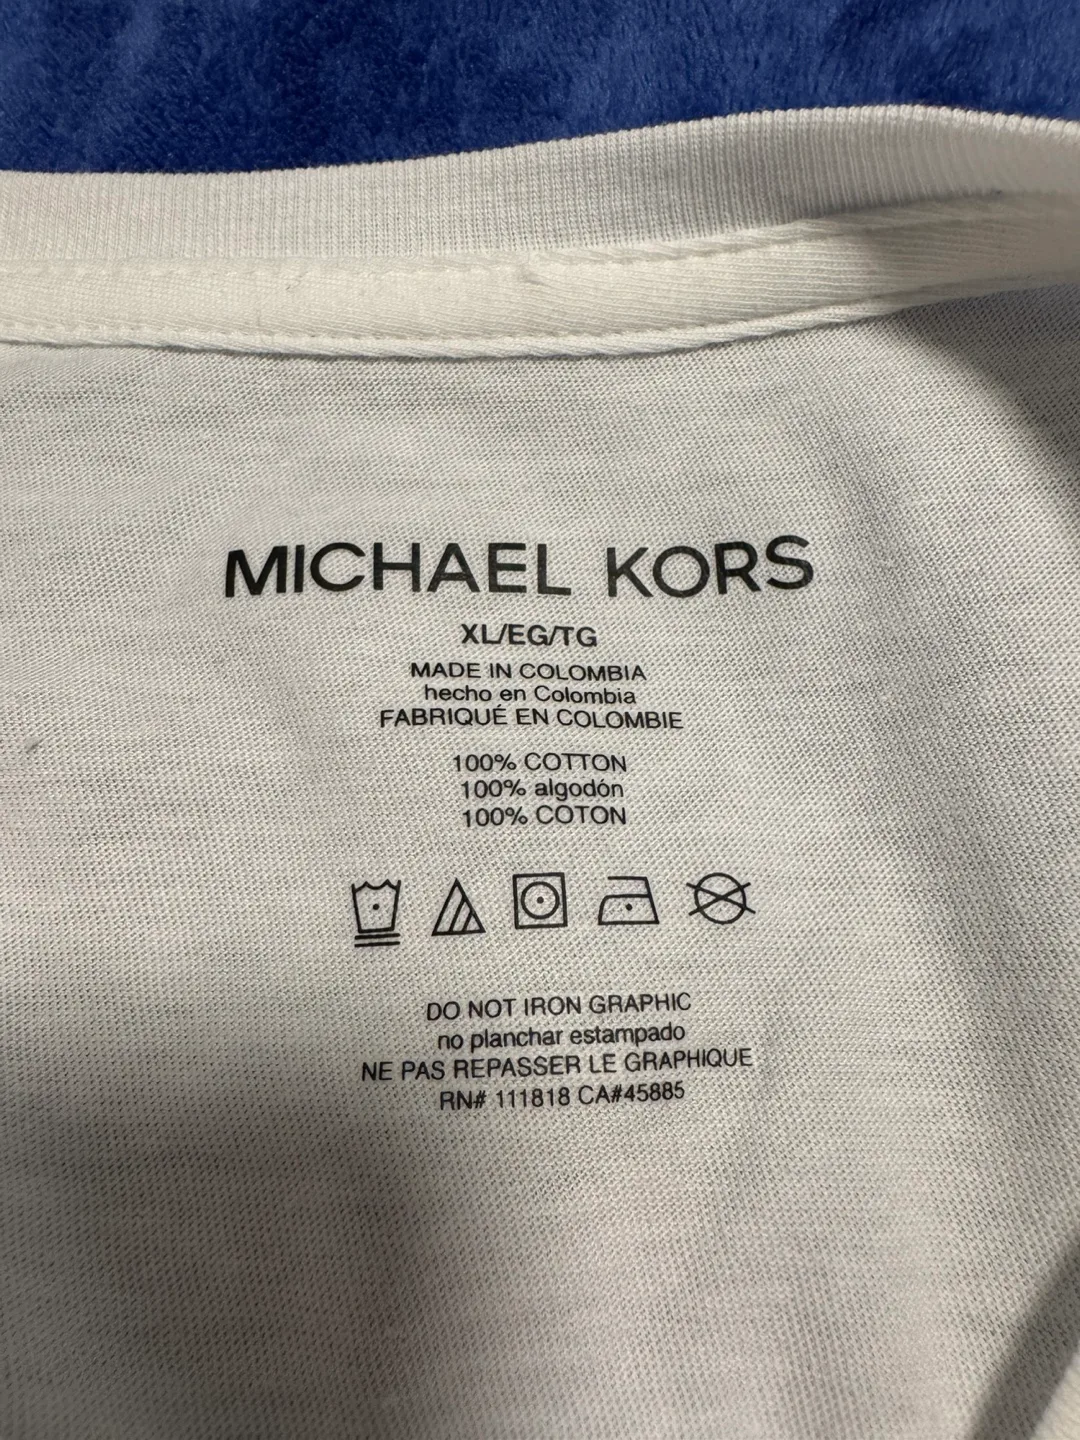 MICHAEL KORS
XL/EG/TG
MADE IN COLOMBIA
hecho en Colombia
FABRIQUÉ EN COLOMBIE
100% COTTON
100% algodón
100% COTON
DO NOT IRON GRAPHIC
no planchar estampado
NE PAS REPASSER LE GRAPHIQUE
RN# 111818 CA#45885